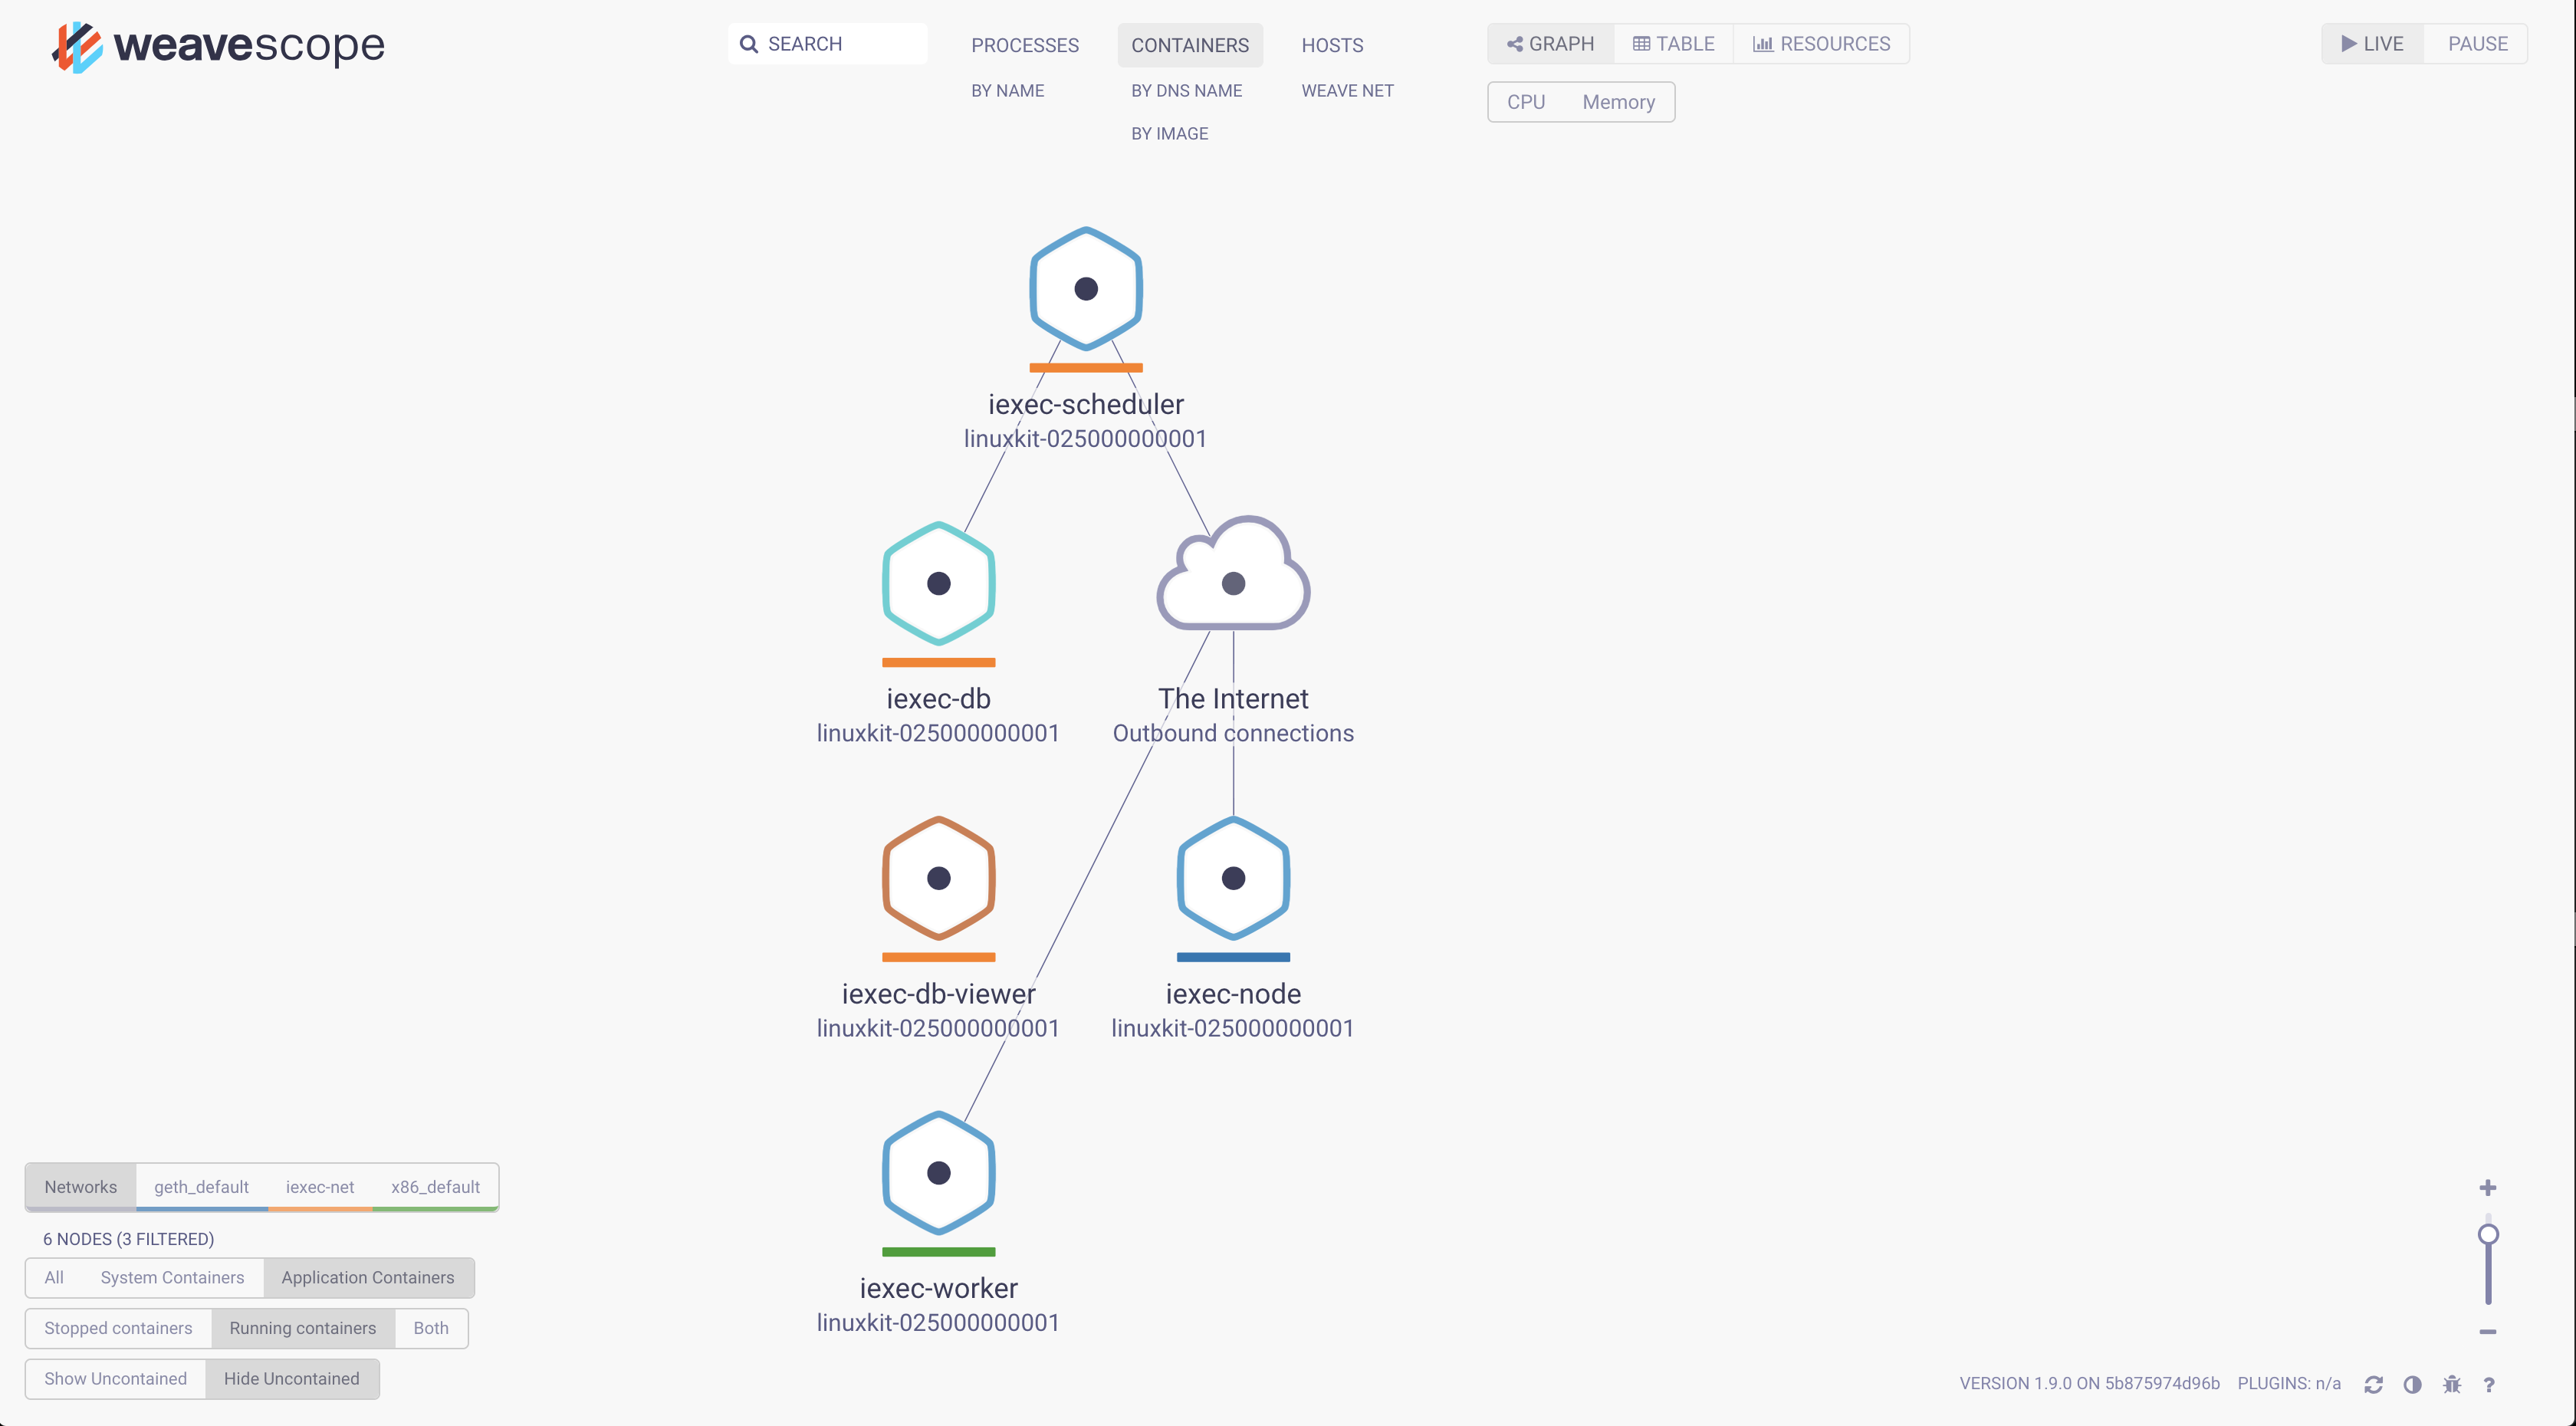 weavescope
SEARCH
PROCESSES
BY NAME
CONTAINERS
BY DNS NAME
BY IMAGE
HOSTS
WEAVE NET
GRAPH TABLE RESOURCES
CPU Memory
LIVE PAUSE
iexec-scheduler
linuxkit-025000000001
iexec-db
linuxkit-025000000001
The Internet
Outbound connections
iexec-db-viewer
linuxkit-025000000001
iexec-node
linuxkit-025000000001
iexec-worker
linuxkit-025000000001
Networks geth_default iexec-net x86_default
6 NODES (3 FILTERED)
All System Containers Application Containers
Stopped containers Running containers Both
Show Uncontained Hide Uncontained
VERSION 1.9.0 ON 5b875974d96b PLUGINS: n/a